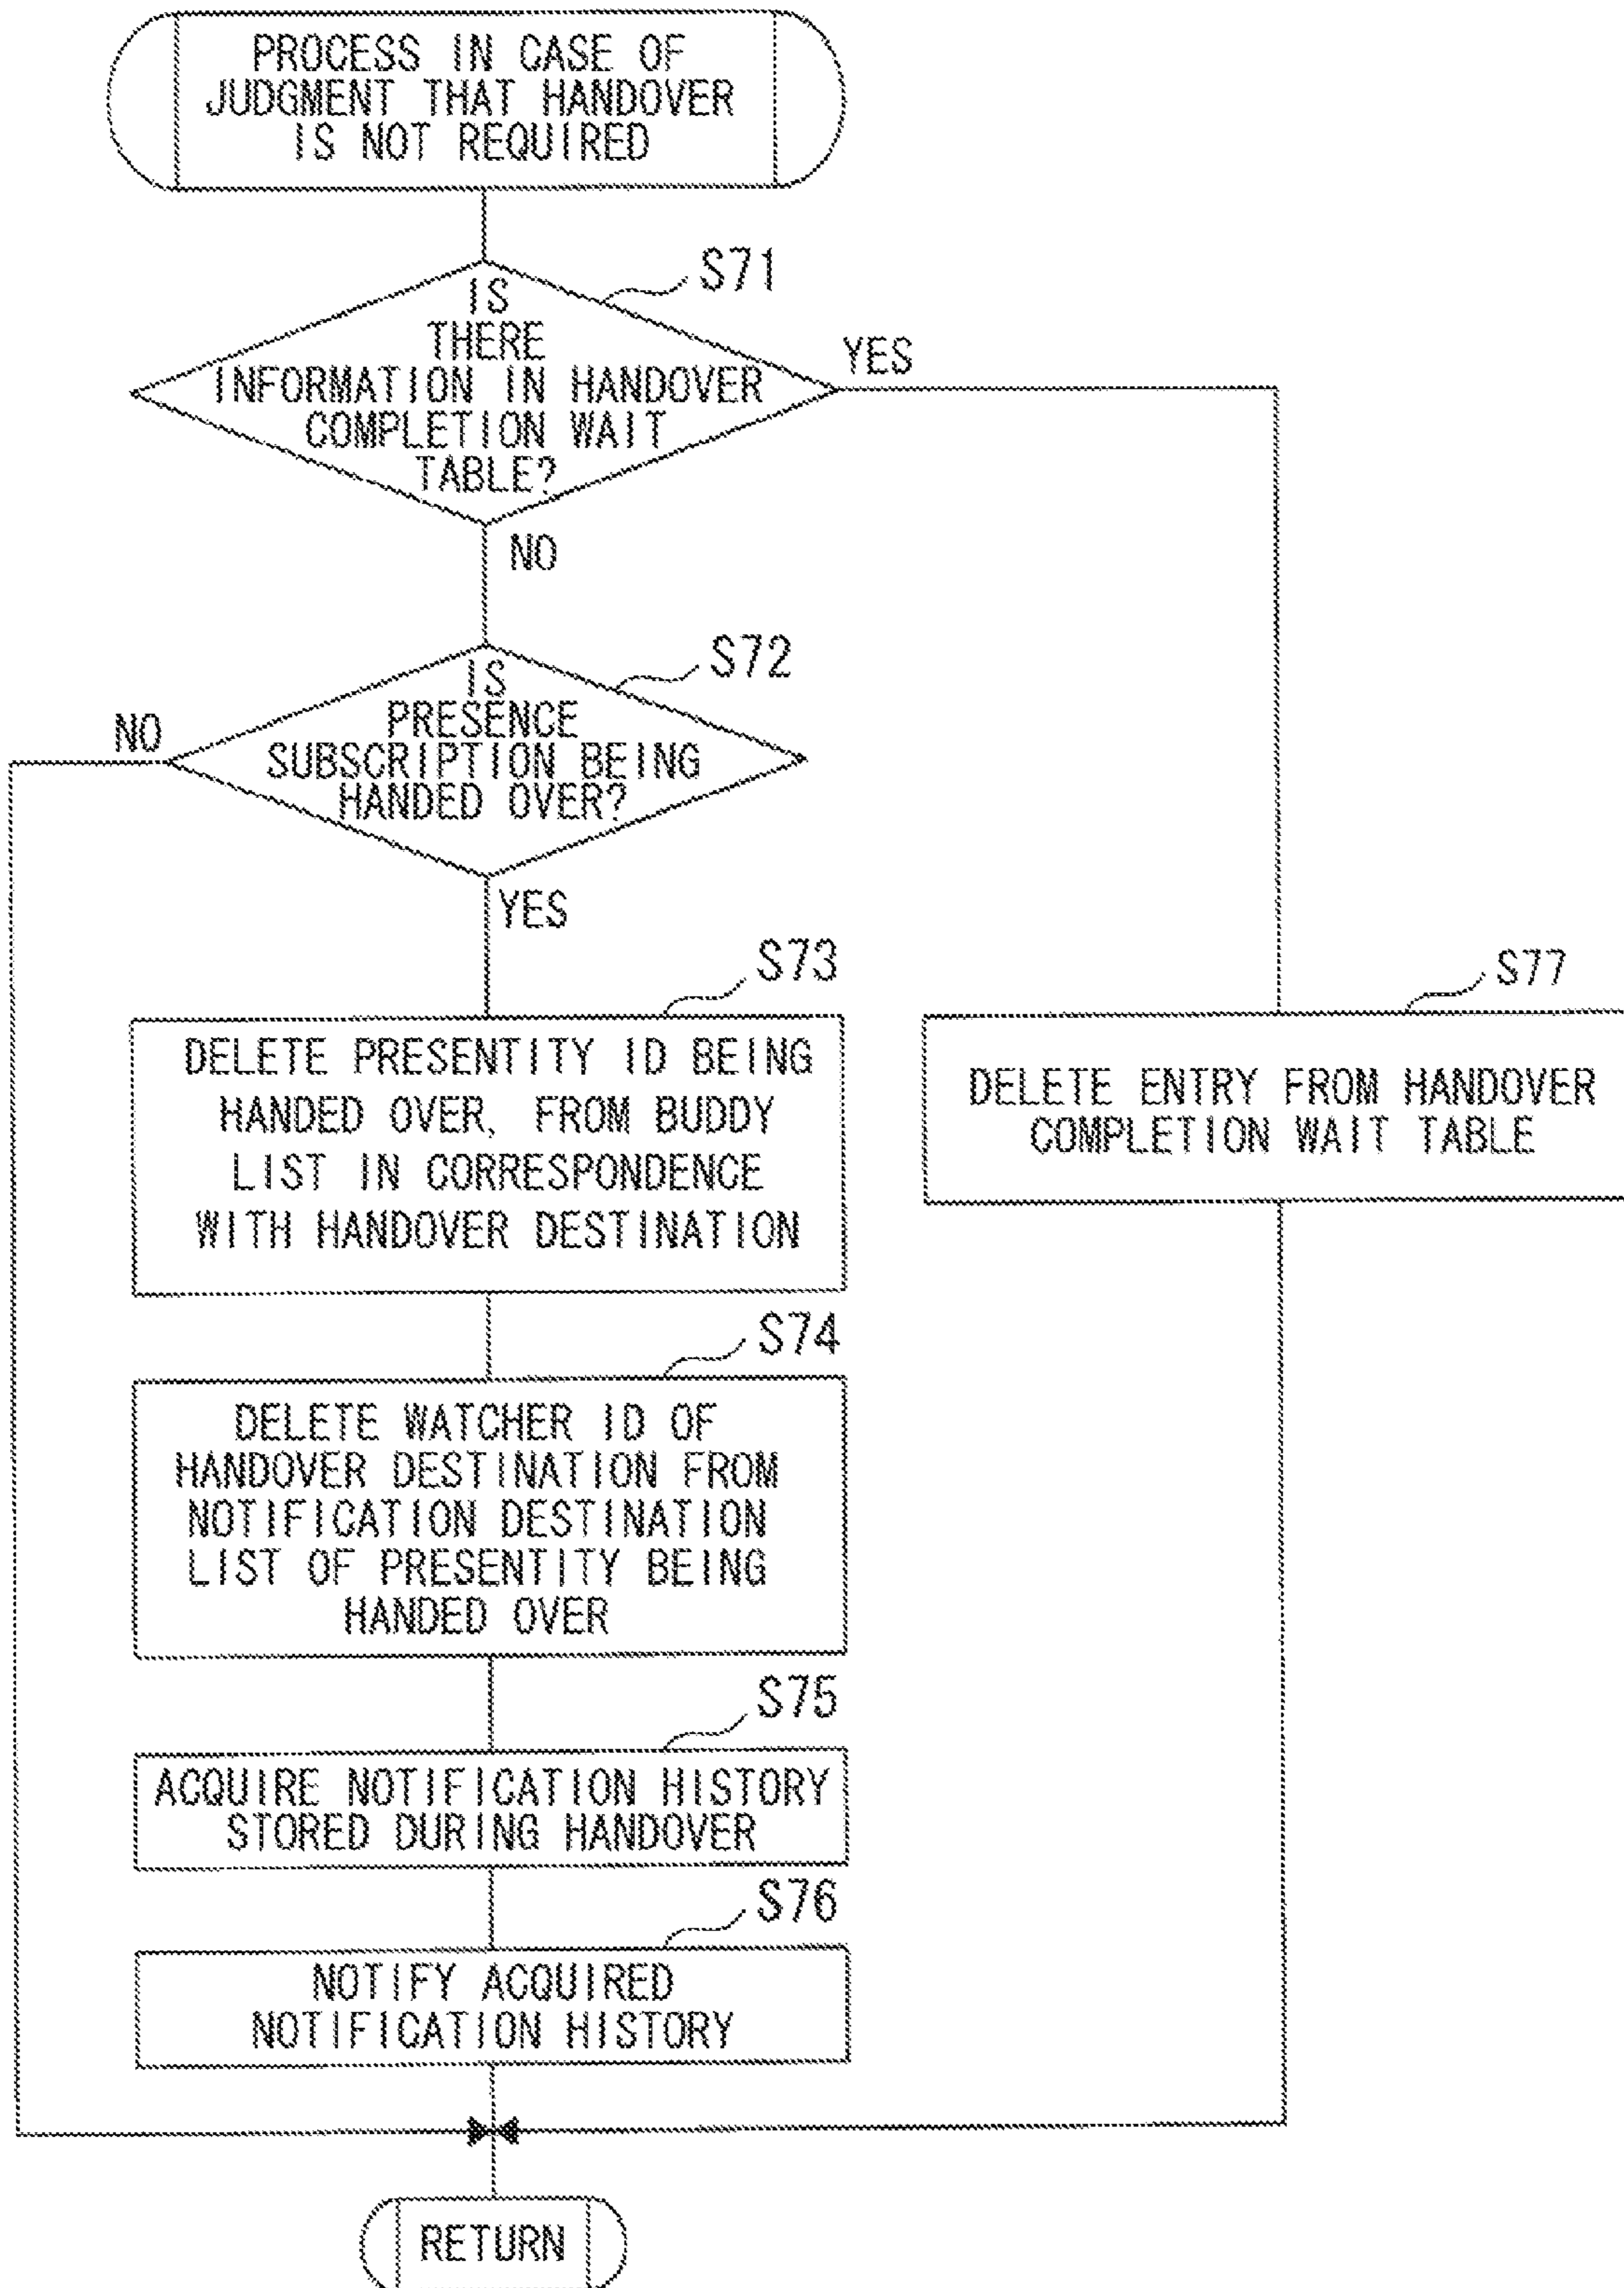 PROCESS IN CASE OF
JUDGMENT THAT HANDOVER
IS NOT REQUIRED
S71
IS
THERE
INFORMATION IN HANDOVER
COMPLETION WAIT
TABLE?
YES
NO
S72
IS
PRESENCE
SUBSCRIPTION BEING
HANDED OVER?
NO
YES
S73
DELETE PRESENTITY ID BEING
HANDED OVER, FROM BUDDY
LIST IN CORRESPONDENCE
WITH HANDOVER DESTINATION
S77
DELETE ENTRY FROM HANDOVER
COMPLETION WAIT TABLE
S74
DELETE WATCHER ID OF
HANDOVER DESTINATION FROM
NOTIFICATION DESTINATION
LIST OF PRESENTITY BEING
HANDED OVER
S75
ACQUIRE NOTIFICATION HISTORY
STORED DURING HANDOVER
S76
NOTIFY ACQUIRED
NOTIFICATION HISTORY
RETURN